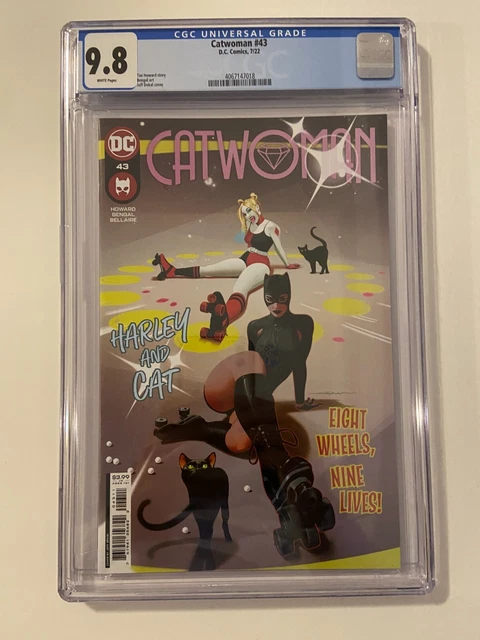 CGC UNIVERSAL GRADE
9.8
WHITE Pages
Catwoman #43
D.C. Comics, 7/22
4067147018
DC
CATWOMAN
43
HOWARD
BENGAL
BELLAIRE
HARLEY
AND
CAT
EIGHT
WHEELS,
NINE
LIVES!
$3.99